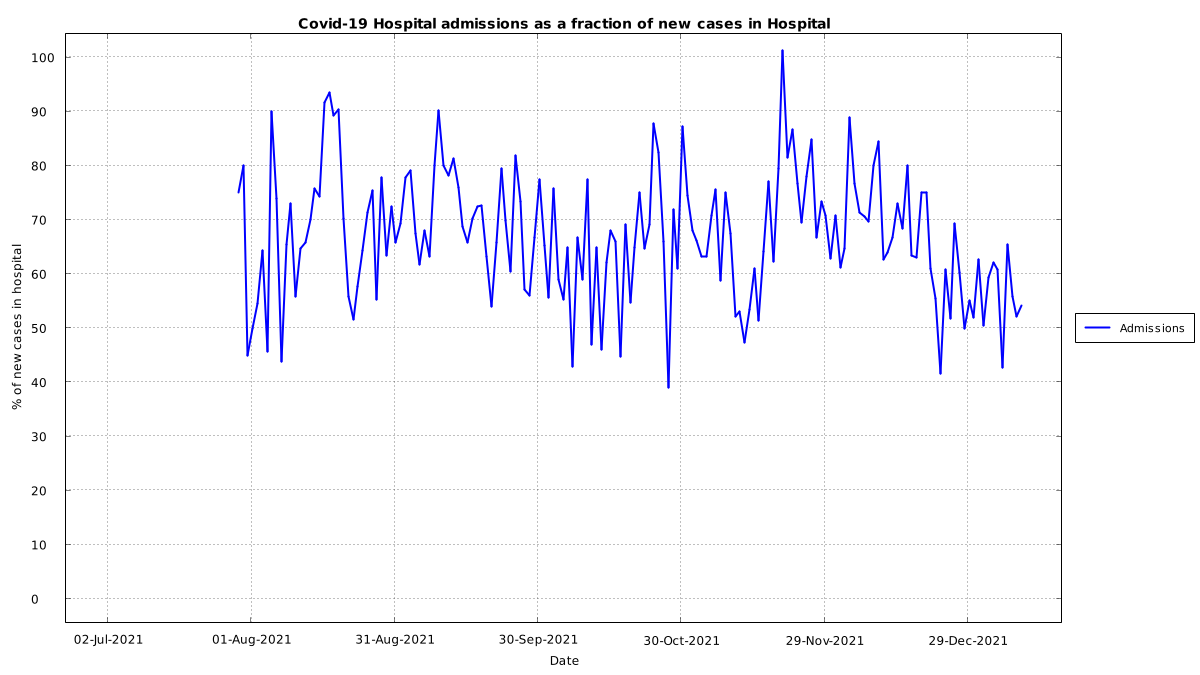 Covid-19 Hospital admissions as a fraction of new cases in Hospital
100
90
80
70
60
50
40
30
20
10
0
% of new cases in hospital
02-Jul-2021 01-Aug-2021 31-Aug-2021 30-Sep-2021 30-Oct-2021 29-Nov-2021 29-Dec-2021
Date
Admissions